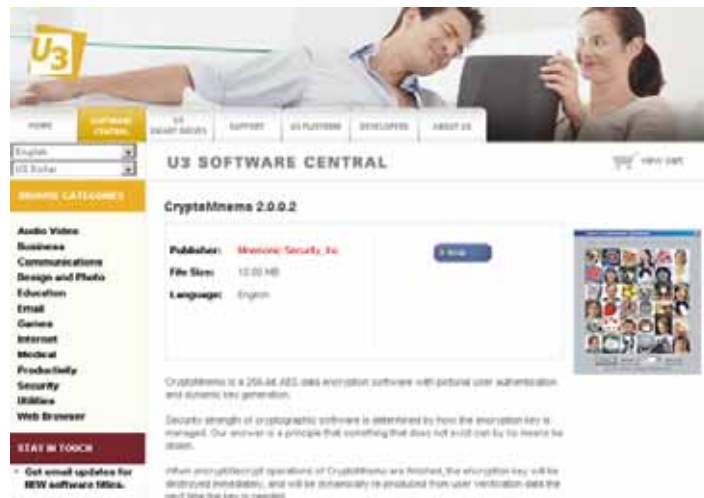 U3
HOME
SOFTWARE CENTRAL
U3 SMART DRIVES
SUPPORT
U3 PLATFORM
DEVELOPERS
ABOUT US
English
US Dollar
U3 SOFTWARE CENTRAL
view cart
BROWSE CATEGORIES
CryptoMnemo 2.0.0.2
Audio Video
Business
Communications
Design and Photo
Education
Email
Games
Internet
Medical
Productivity
Security
Utilities
Web Browser
Publisher: Mnemonic Security, Inc.
File Size: 10.00 MB
Language: English
CryptoMnemo is a 256-bit AES data encryption software with pictorial user authentication
and dynamic key generation.
Security strength of cryptographic software is determined by how the encryption key is
managed. Our answer is a principle that something that does not exist can by no means be
stolen.
When encrypt/decrypt operations of CryptoMnemo are finished, the encryption key will be
destroyed immediately, and will be dynamically re-produced from user verification data the
next time the key is needed.
STAY IN TOUCH
Get email updates for
NEW software titles.